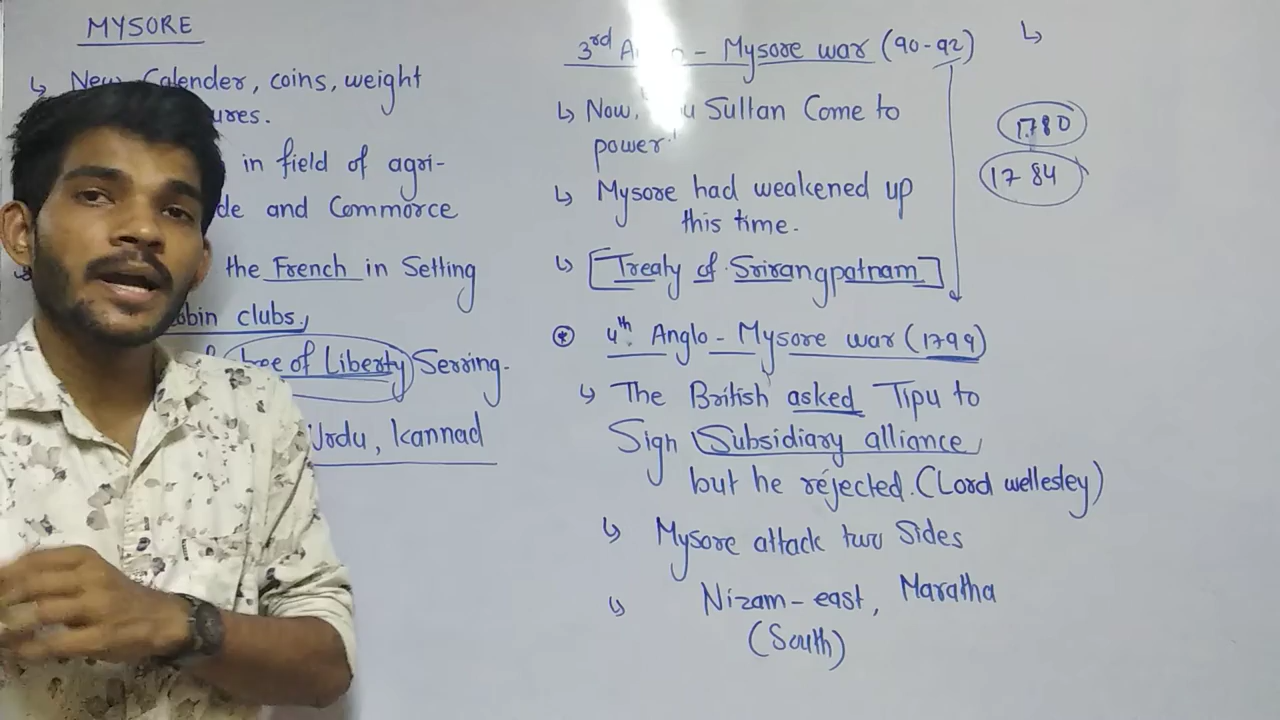 MYSORE
↳ New Calender, coins, weight
ures.
in field of agri-
de and Commorce
the French in Setting
obin clubs.
ree of Liberty Serring.
Urdu, Kannad
3rd A o - Mysore war (90-92)
↳ Now, u Sultan Come to
power
↳ Mysore had weakened up
this time.
↳ [Treaty of Srirangpatnam]
4th Anglo - Mysore war (1799)
↳ The British asked Tipu to
Sign Subsidiary alliance
but he rejected. (Lord wellesley)
↳ Mysore attack two Sides
↳ Nizam - east, Maratha
(South)
↳
1780
1784